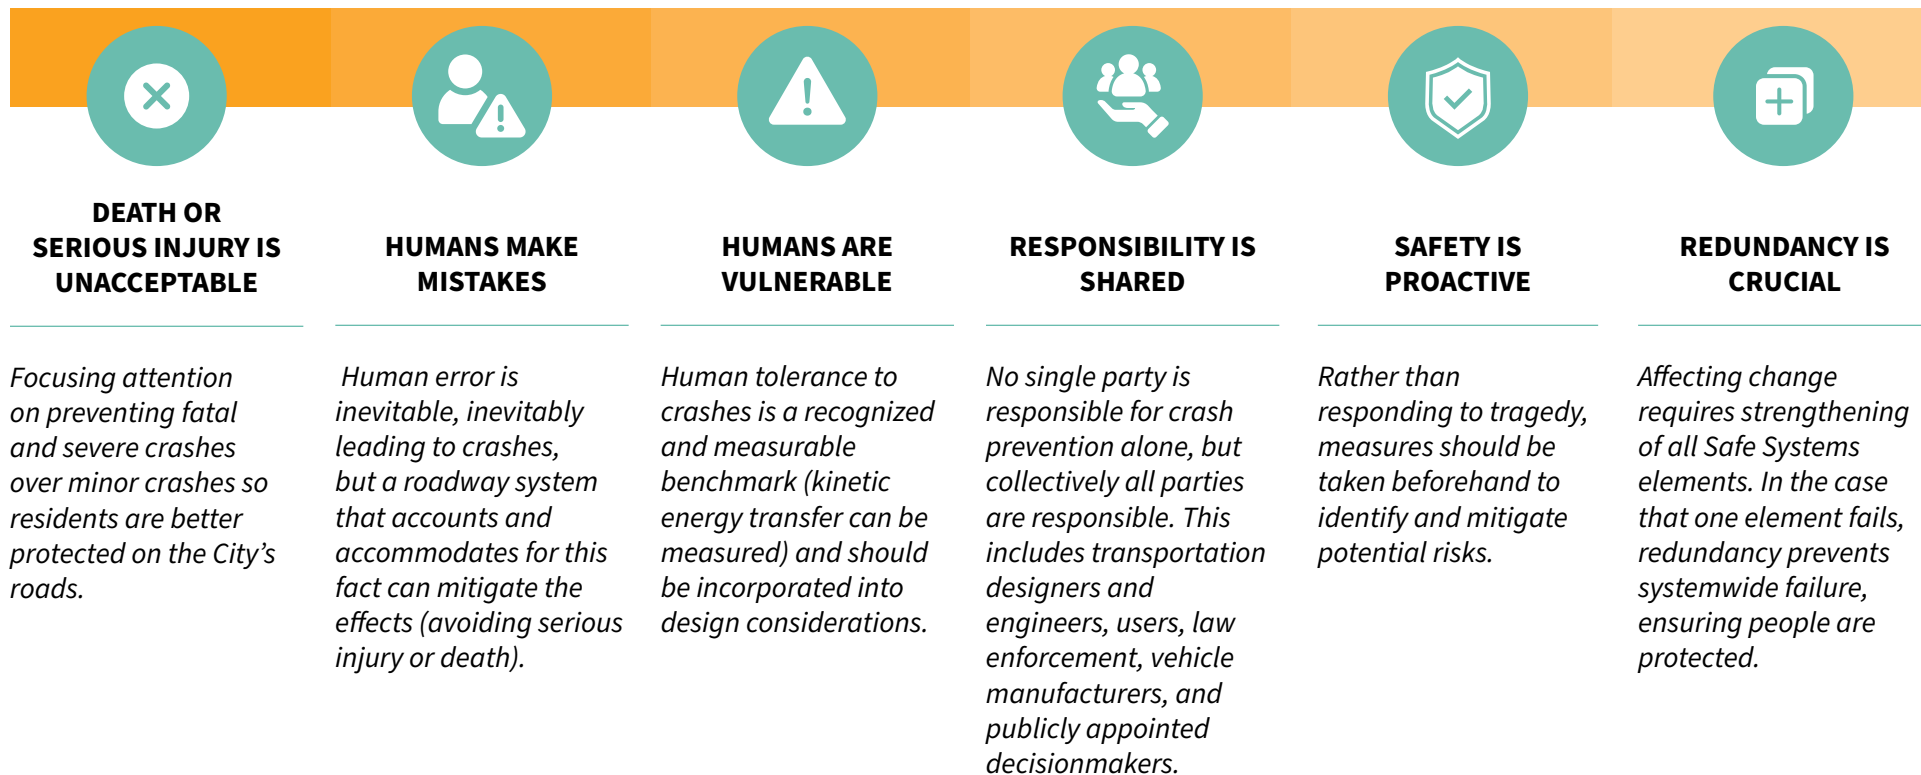 DEATH OR
SERIOUS INJURY IS
UNACCEPTABLE
Focusing attention
on preventing fatal
and severe crashes
over minor crashes so
residents are better
protected on the City’s
roads.
HUMANS MAKE
MISTAKES
Human error is
inevitable, inevitably
leading to crashes,
but a roadway system
that accounts and
accommodates for this
fact can mitigate the
effects (avoiding serious
injury or death).
HUMANS ARE
VULNERABLE
Human tolerance to
crashes is a recognized
and measurable
benchmark (kinetic
energy transfer can be
measured) and should
be incorporated into
design considerations.
RESPONSIBILITY IS
SHARED
No single party is
responsible for crash
prevention alone, but
collectively all parties
are responsible. This
includes transportation
designers and
engineers, users, law
enforcement, vehicle
manufacturers, and
publicly appointed
decisionmakers.
SAFETY IS
PROACTIVE
Rather than
responding to tragedy,
measures should be
taken beforehand to
identify and mitigate
potential risks.
REDUNDANCY IS
CRUCIAL
Affecting change
requires strengthening
of all Safe Systems
elements. In the case
that one element fails,
redundancy prevents
systemwide failure,
ensuring people are
protected.